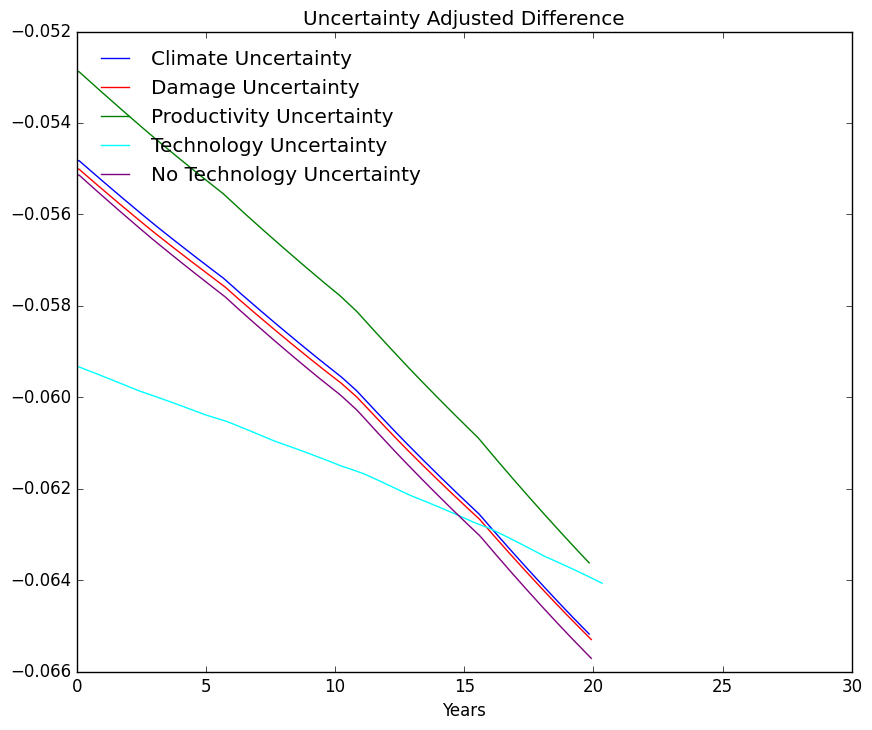 Uncertainty Adjusted Difference
Climate Uncertainty
Damage Uncertainty
Productivity Uncertainty
Technology Uncertainty
No Technology Uncertainty
−0.052
−0.054
−0.056
−0.058
−0.060
−0.062
−0.064
−0.066
0 5 10 15 20 25 30
Years